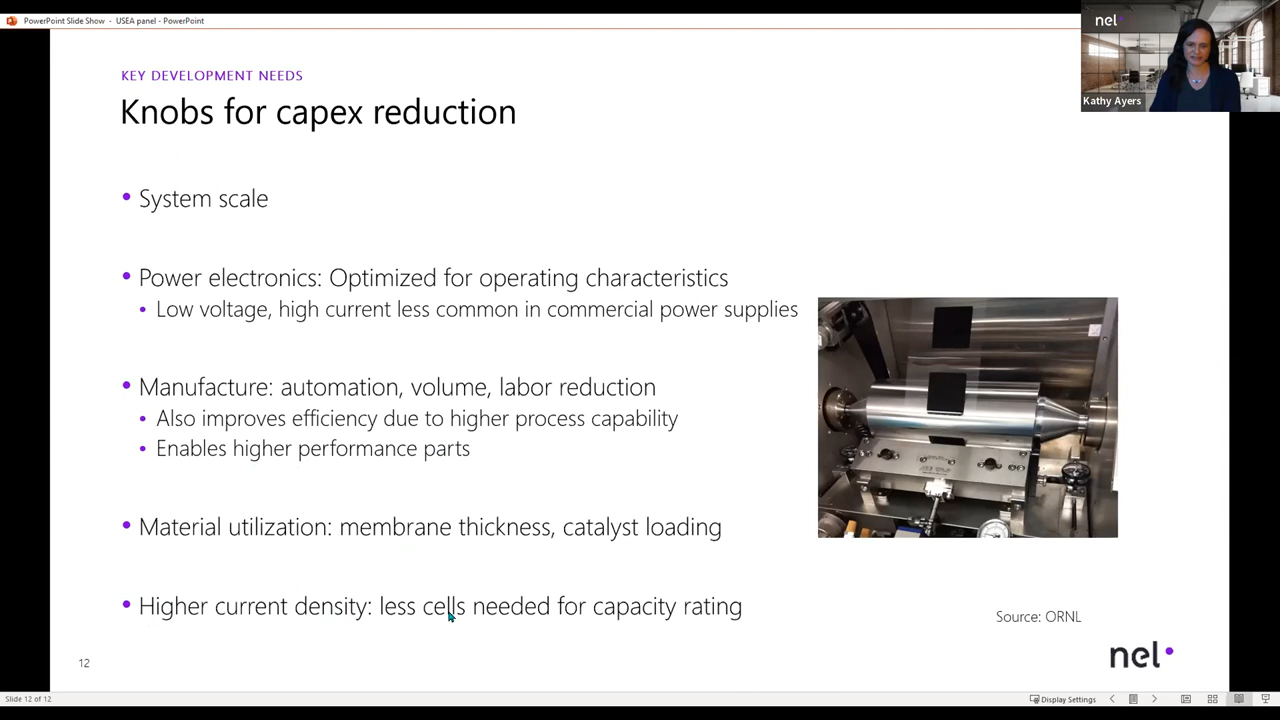 PowerPoint Slide Show - USEA panel - PowerPoint
nel
Kathy Ayers
KEY DEVELOPMENT NEEDS
Knobs for capex reduction
• System scale
• Power electronics: Optimized for operating characteristics
• Low voltage, high current less common in commercial power supplies
• Manufacture: automation, volume, labor reduction
• Also improves efficiency due to higher process capability
• Enables higher performance parts
• Material utilization: membrane thickness, catalyst loading
• Higher current density: less cells needed for capacity rating
Source: ORNL
nel
12
Slide 12 of 12
Display Settings